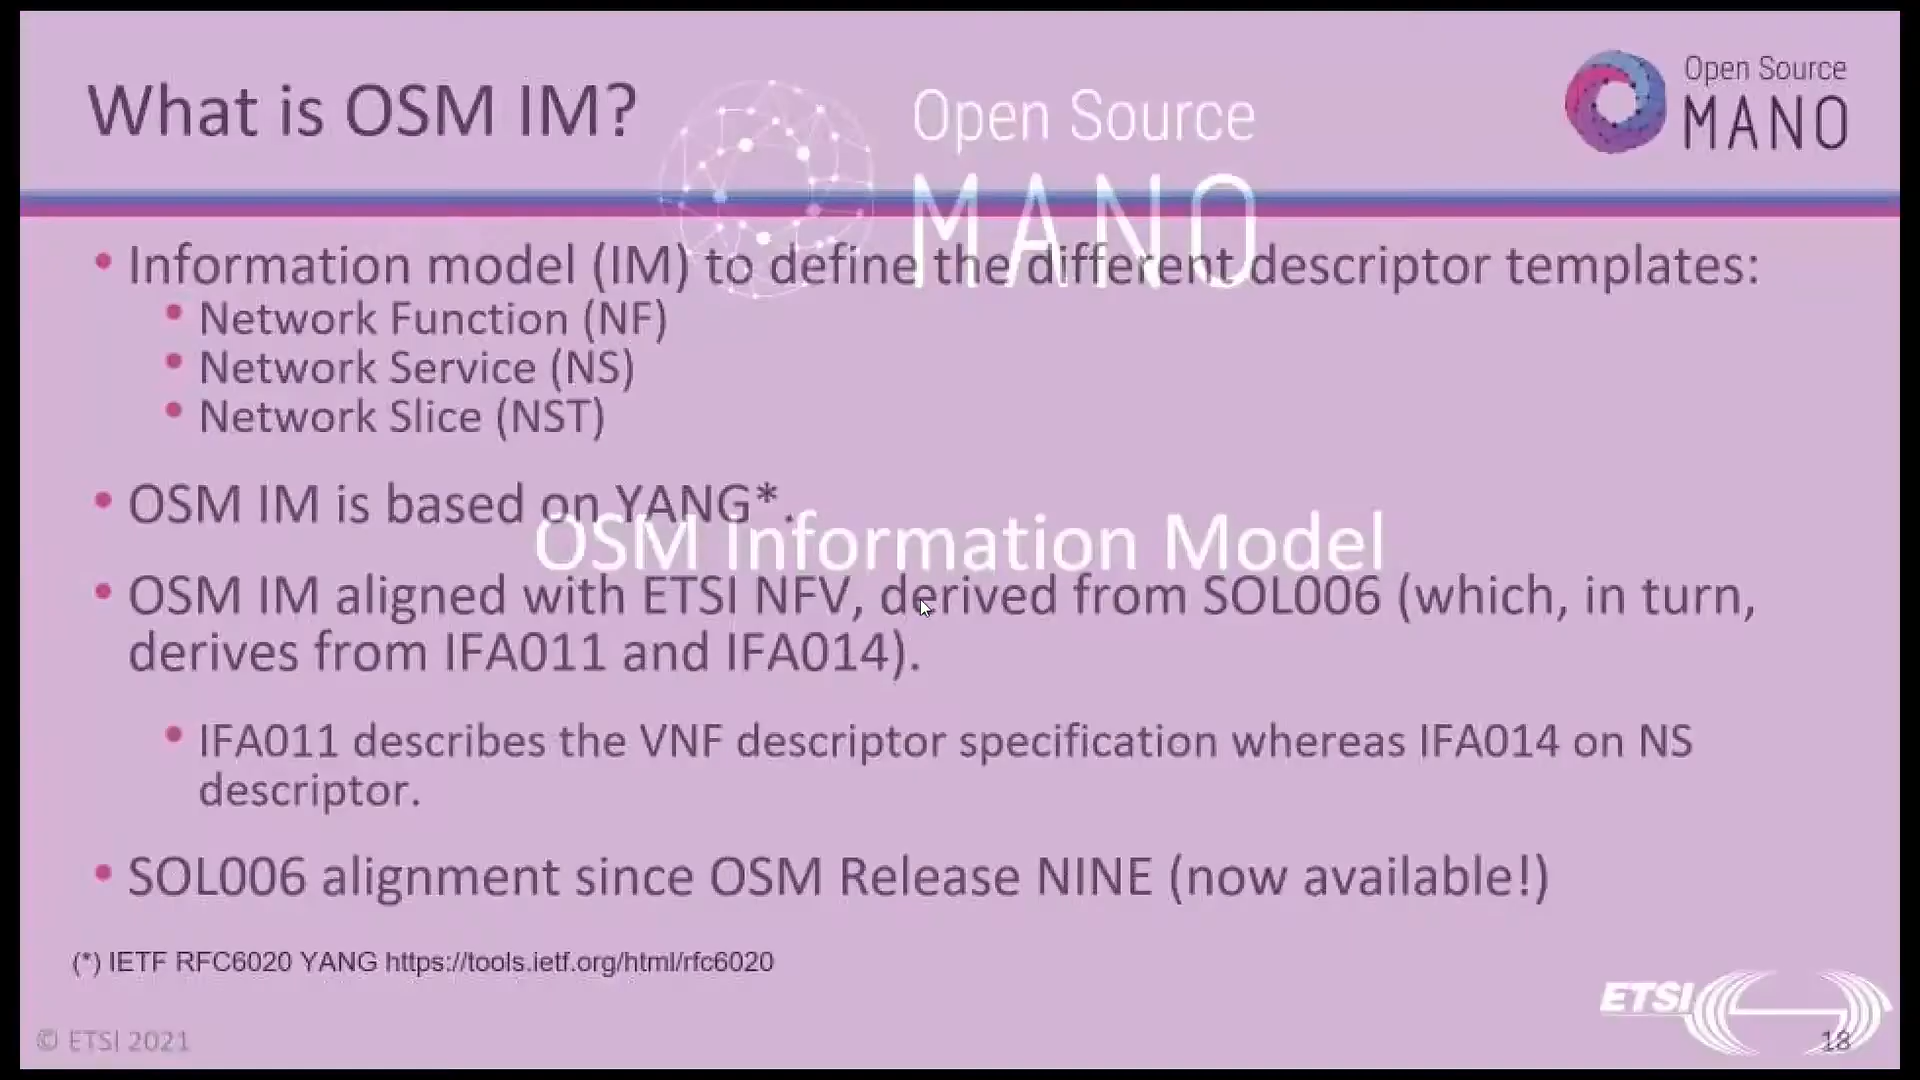 What is OSM IM?
Open Source
MANO
Open Source
MANO
• Information model (IM) to define the different descriptor templates:
• Network Function (NF)
• Network Service (NS)
• Network Slice (NST)
• OSM IM is based on YANG*.
OSM Information Model
• OSM IM aligned with ETSI NFV, derived from SOL006 (which, in turn,
derives from IFA011 and IFA014).
• IFA011 describes the VNF descriptor specification whereas IFA014 on NS
descriptor.
• SOL006 alignment since OSM Release NINE (now available!)
(*) IETF RFC6020 YANG https://tools.ietf.org/html/rfc6020
ETSI
© ETSI 2021
18